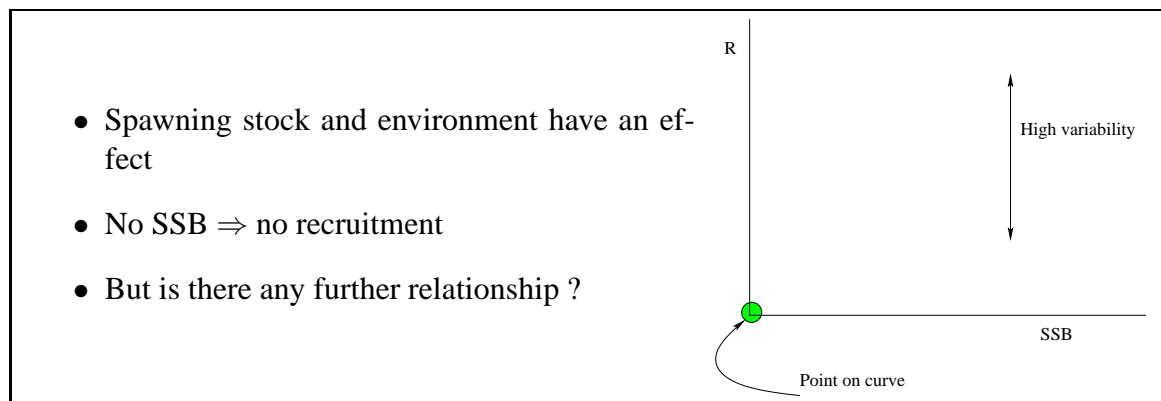 • Spawning stock and environment have an ef-
fect
• No SSB ⇒ no recruitment
• But is there any further relationship ?
R
High variability
SSB
Point on curve